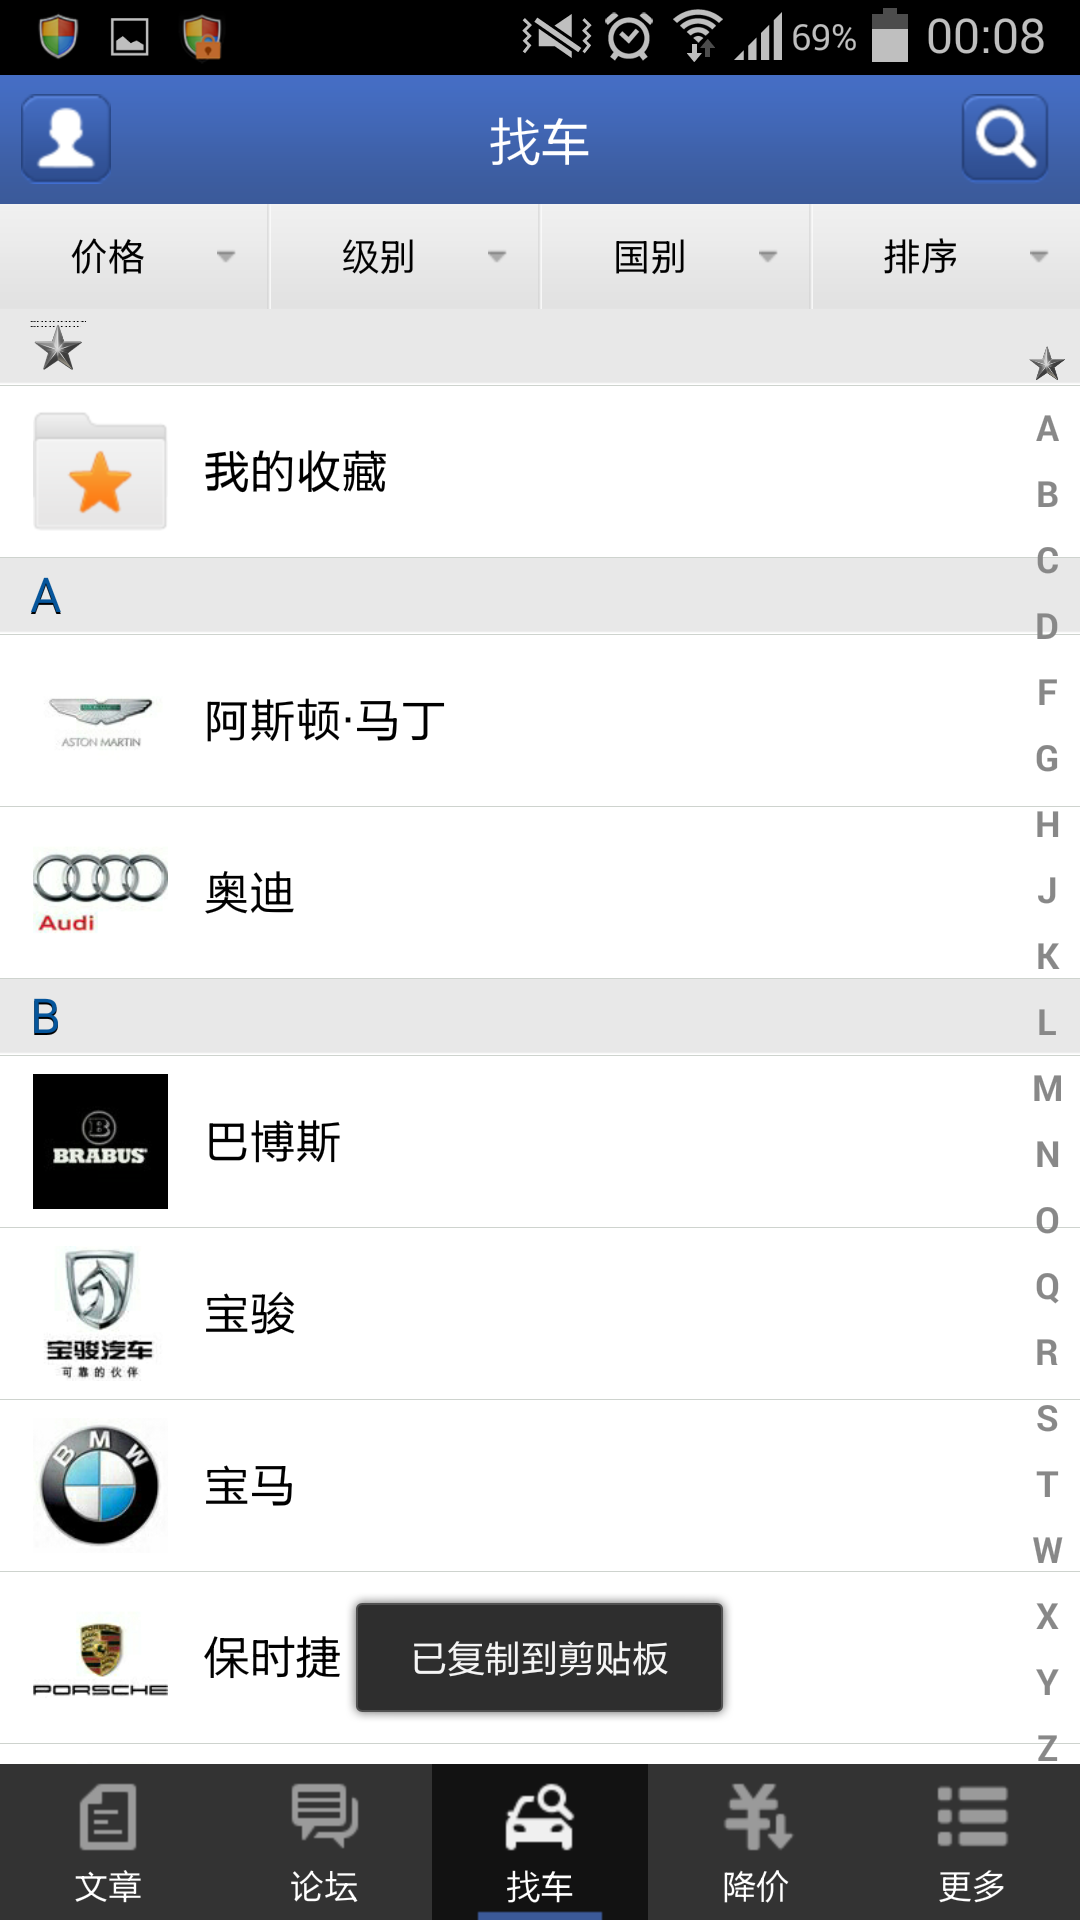 69% 00:08
找车
价格 级别 国别 排序
我的收藏
A
B
C
A
D
F
ASTON MARTIN
阿斯顿·马丁
G
H
Audi
奥迪
J
K
B
L
M
BRABUS
巴博斯
N
O
宝骏汽车
可靠的伙伴
宝骏
Q
R
S
BMW
宝马
T
W
PORSCHE
保时捷
已复制到剪贴板
X
Y
Z
文章 论坛 找车 降价 更多